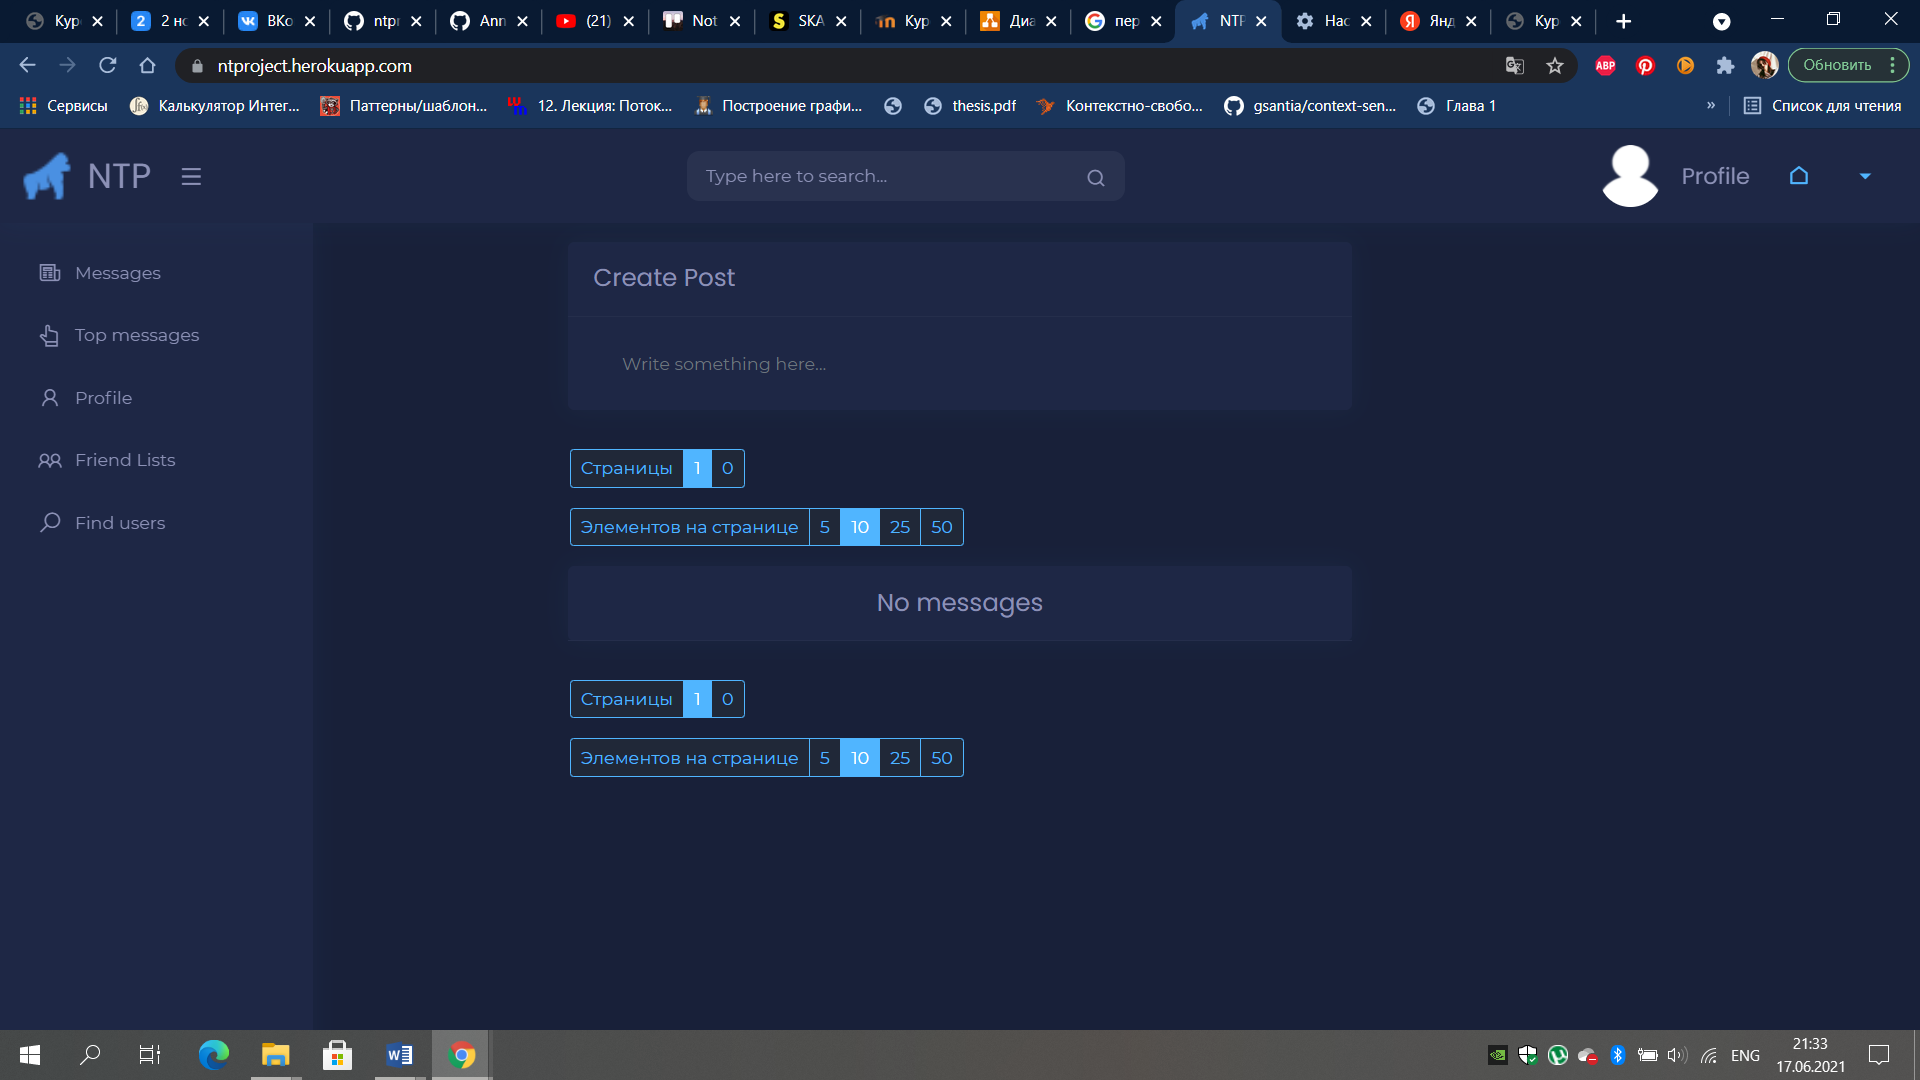 Кур
2 нс
ВКо
ntpr
Ann
(21)
Not
SKA
Кур
Диа
пер
NTP
Нас
Янд
Кур
ntproject.herokuapp.com
ABP
Обновить
Сервисы
Калькулятор Интег...
Паттерны/шаблон...
12. Лекция: Поток...
Построение графи...
thesis.pdf
Контекстно-свобо...
gsantia/context-sen...
Глава 1
»
Список для чтения
NTP
Type here to search...
Profile
Messages
Top messages
Profile
Friend Lists
Find users
Create Post
Write something here...
Страницы 1 0
Элементов на странице 5 10 25 50
No messages
Страницы 1 0
Элементов на странице 5 10 25 50
ENG
21:33
17.06.2021